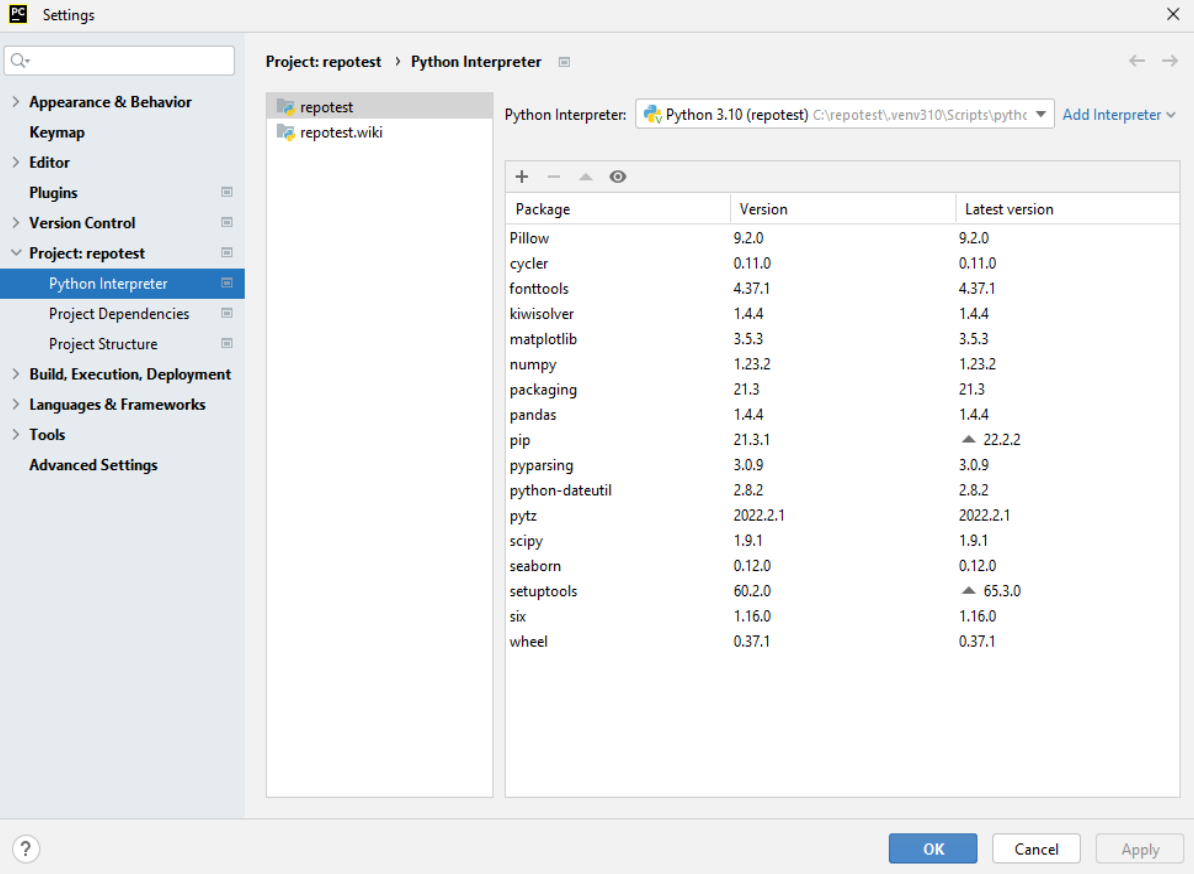 PC Settings
Appearance & Behavior
Keymap
Editor
Plugins
Version Control
Project: repotest
Python Interpreter
Project Dependencies
Project Structure
Build, Execution, Deployment
Languages & Frameworks
Tools
Advanced Settings
Project: repotest › Python Interpreter
repotest
repotest.wiki
Python Interpreter: Python 3.10 (repotest) C:\repotest\.venv310\Scripts\pythc Add Interpreter
Package Version Latest version
Pillow 9.2.0 9.2.0
cycler 0.11.0 0.11.0
fonttools 4.37.1 4.37.1
kiwisolver 1.4.4 1.4.4
matplotlib 3.5.3 3.5.3
numpy 1.23.2 1.23.2
packaging 21.3 21.3
pandas 1.4.4 1.4.4
pip 21.3.1 22.2.2
pyparsing 3.0.9 3.0.9
python-dateutil 2.8.2 2.8.2
pytz 2022.2.1 2022.2.1
scipy 1.9.1 1.9.1
seaborn 0.12.0 0.12.0
setuptools 60.2.0 65.3.0
six 1.16.0 1.16.0
wheel 0.37.1 0.37.1
? OK Cancel Apply